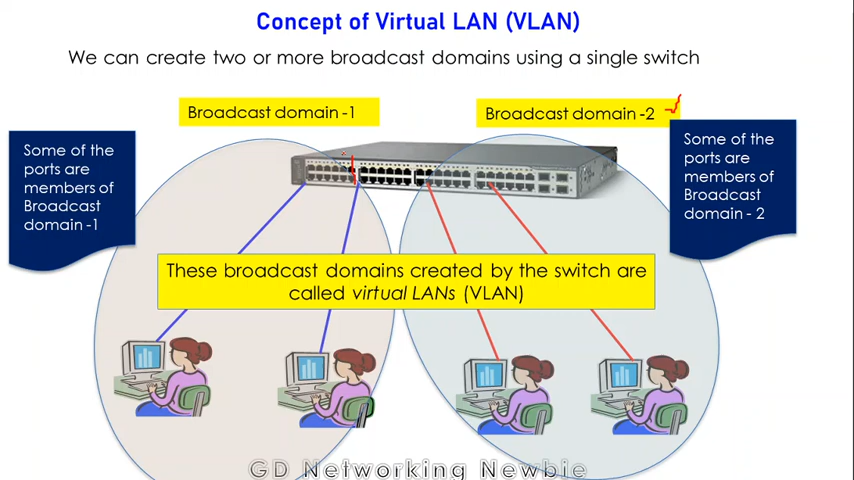 Concept of Virtual LAN (VLAN)
We can create two or more broadcast domains using a single switch
Broadcast domain -1
Broadcast domain -2
Some of the
ports are
members of
Broadcast
domain -1
Some of the
ports are
members of
Broadcast
domain - 2
These broadcast domains created by the switch are
called virtual LANs (VLAN)
GD Networking Newbie